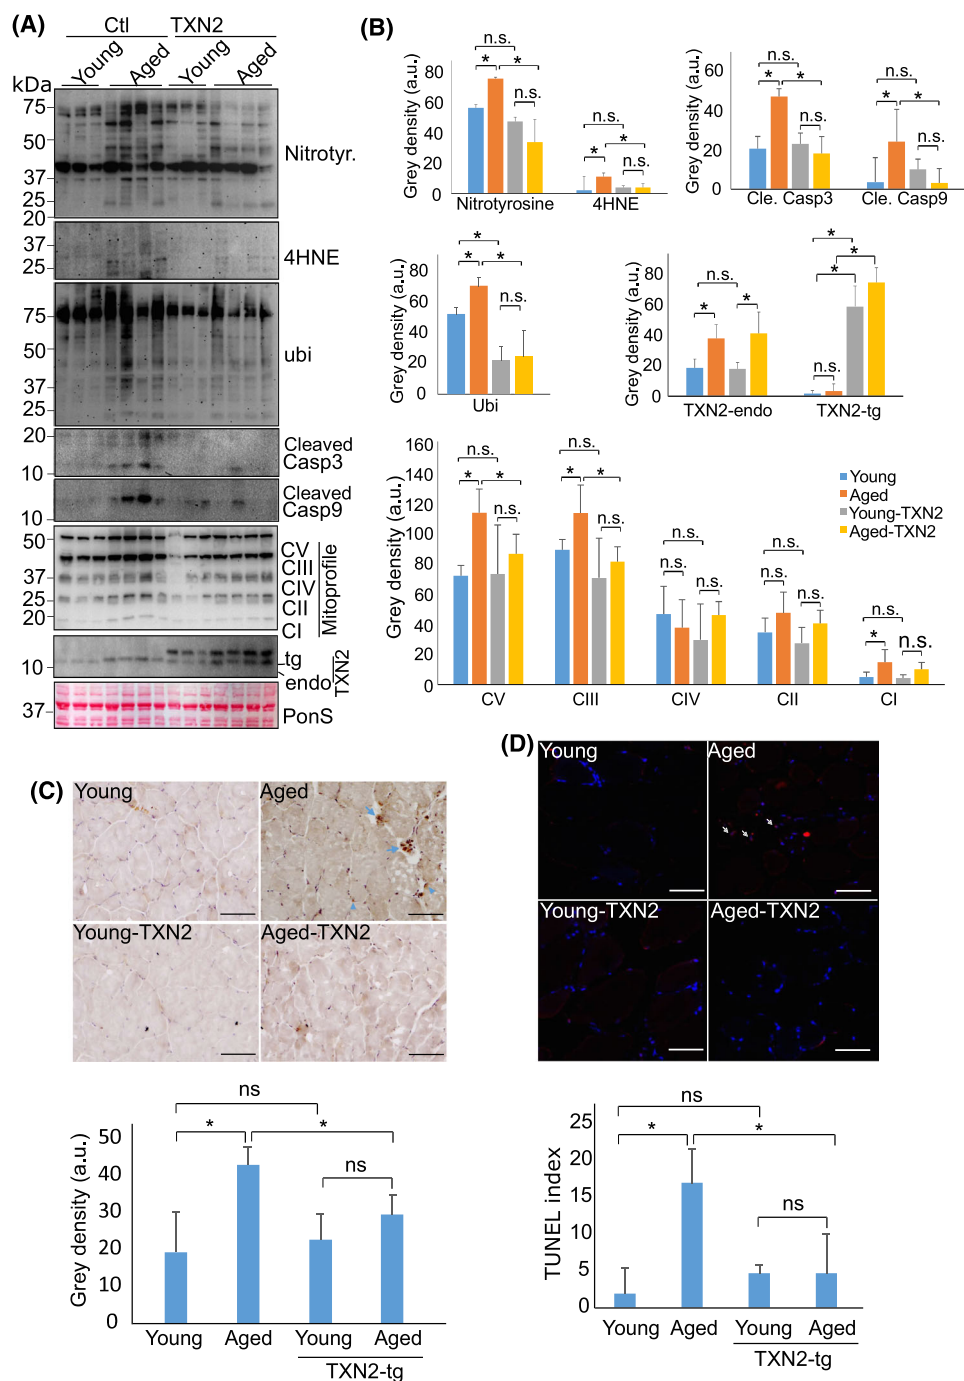 (A)
Ctl TXN2
Young Aged Young Aged
kDa
75
50
37
25
20
Nitrotyr.
37
25
4HNE
75
50
37
25
ubi
20
10
Cleaved
Casp3
10
Cleaved
Casp9
50
37
25
20
CV
CIII
CIV
CII
CI
Mitoprofile
10
tg
endo
TXN2
37
PonS
(B)
Grey density (a.u.)
80
60
40
20
0
n.s.
* *
n.s.
n.s.
*
* n.s.
Nitrotyrosine 4HNE
Grey density (a.u.)
60
40
20
0
n.s.
* *
n.s.
n.s.
* *
n.s.
Cle. Casp3 Cle. Casp9
Grey density (a.u.)
80
60
40
20
0
*
* *
n.s.
Ubi
Grey density (a.u.)
80
60
40
20
0
n.s.
* *
*
*
*
n.s.
TXN2-endo TXN2-tg
Grey density (a.u.)
160
140
120
100
80
60
40
20
0
n.s.
* *
n.s.
n.s.
* *
n.s.
n.s.
n.s. n.s.
n.s.
n.s. n.s.
n.s.
* n.s.
CV CIII CIV CII CI
Young
Aged
Young-TXN2
Aged-TXN2
(C)
Young Aged
Young-TXN2 Aged-TXN2
Grey density (a.u.)
50
40
30
20
10
0
ns
* *
ns
Young Aged Young Aged
TXN2-tg
(D)
Young Aged
Young-TXN2 Aged-TXN2
TUNEL index
25
20
15
10
5
0
ns
* *
ns
Young Aged Young Aged
TXN2-tg